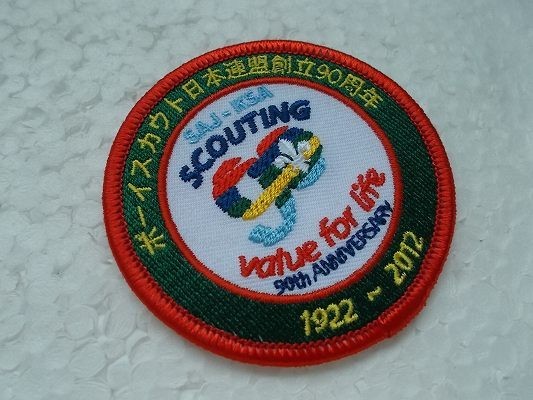 ボーイスカウト日本連盟創立90周年
SAJ-KSA
SCOUTING
value for life
90th ANNIVERSARY
1922~2012